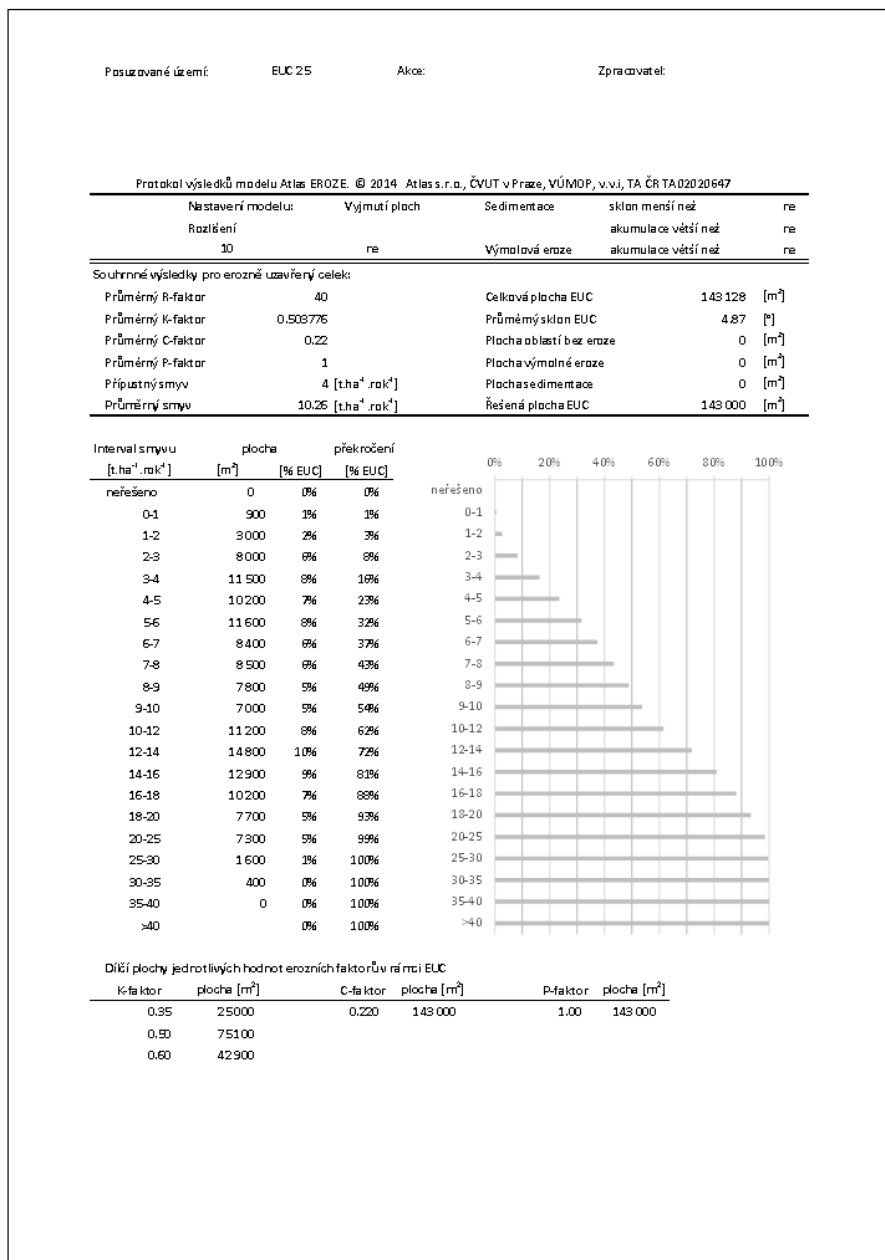 Posuzované území: EUC 25 Akce: Zpracovatel:
Protokol výsledků modelu Atlas EROZE. © 2014 Atlas s.r.o., ČVUT v Praze, VÚMOP, v.v.i, TA ČR TA02020647
Nastavení modelu: Vyjmutí ploch Sedimentace sklon menší než ne
Rozlišení akumulace větší než ne
10 ne Výmolová eroze akumulace větší než ne
Souhrnné výsledky pro erozně uzavřený celek:
Průměrný R-faktor 40 Celková plocha EUC 143 128 [m²]
Průměrný K-faktor 0.503776 Průměrný sklon EUC 4.87 [°]
Průměrný C-faktor 0.22 Plocha oblastí bez eroze 0 [m²]
Průměrný P-faktor 1 Plocha výmolné eroze 0 [m²]
Přípustný smyv 4 [t.ha⁻¹.rok⁻¹] Plocha sedimentace 0 [m²]
Průměrný smyv 10.26 [t.ha⁻¹.rok⁻¹] Řešená plocha EUC 143 000 [m²]
Interval smyvu plocha překročení
[t.ha⁻¹.rok⁻¹] [m²] [% EUC] [% EUC]
neřešeno 0 0% 0%
0-1 900 1% 1%
1-2 3 000 2% 3%
2-3 8 000 6% 8%
3-4 11 500 8% 16%
4-5 10 200 7% 23%
5-6 11 600 8% 32%
6-7 8 400 6% 37%
7-8 8 500 6% 43%
8-9 7 800 5% 49%
9-10 7 000 5% 54%
10-12 11 200 8% 62%
12-14 14 800 10% 72%
14-16 12 900 9% 81%
16-18 10 200 7% 88%
18-20 7 700 5% 93%
20-25 7 300 5% 99%
25-30 1 600 1% 100%
30-35 400 0% 100%
35-40 0 0% 100%
>40 0% 100%
0% 20% 40% 60% 80% 100%
neřešeno
0-1
1-2
2-3
3-4
4-5
5-6
6-7
7-8
8-9
9-10
10-12
12-14
14-16
16-18
18-20
20-25
25-30
30-35
35-40
>40
Dílčí plochy jednotlivých hodnot erozních faktorů v rámci EUC
K-faktor plocha [m²] C-faktor plocha [m²] P-faktor plocha [m²]
0.35 25000 0.220 143 000 1.00 143 000
0.50 75100
0.60 42900